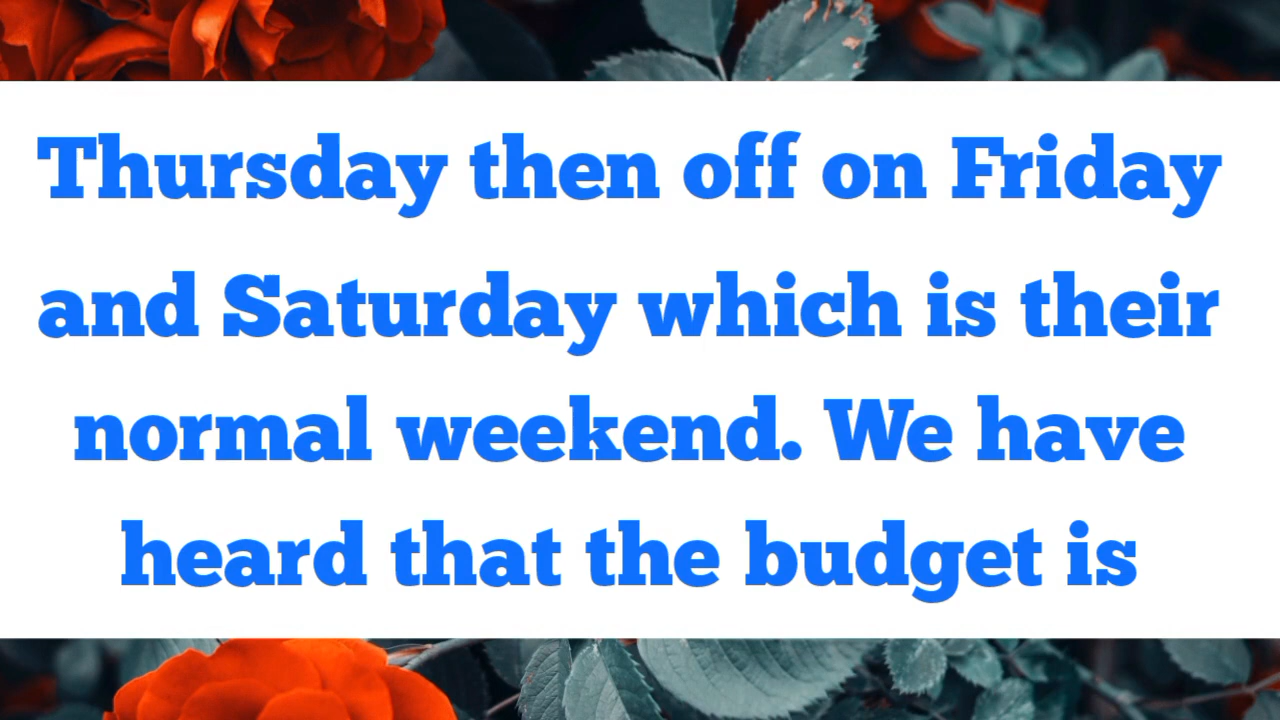 Thursday then off on Friday
and Saturday which is their
normal weekend. We have
heard that the budget is